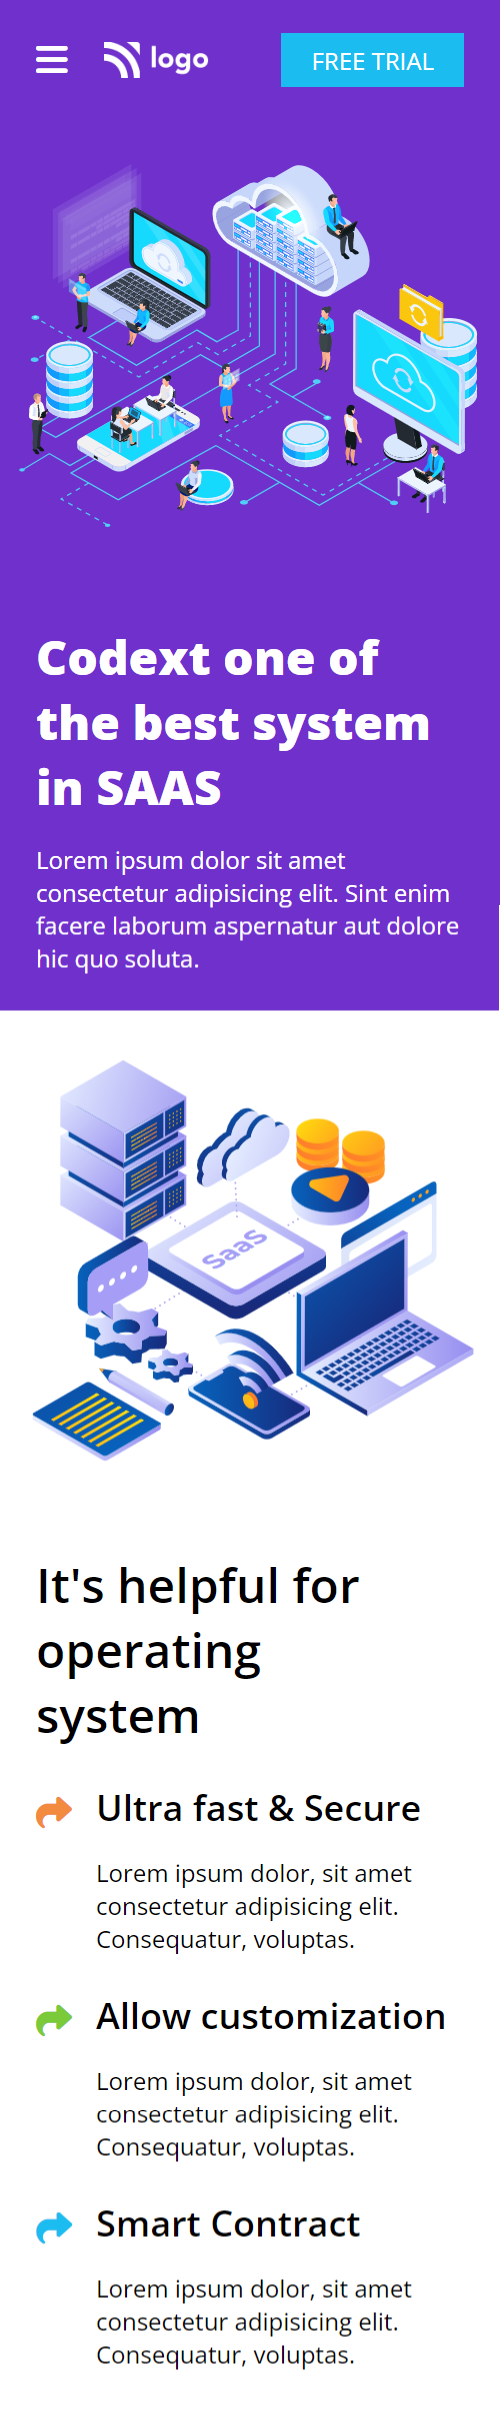 logo
FREE TRIAL
Codext one of
the best system
in SAAS
Lorem ipsum dolor sit amet
consectetur adipisicing elit. Sint enim
facere laborum aspernatur aut dolore
hic quo soluta.
SaaS
It's helpful for
operating
system
Ultra fast & Secure
Lorem ipsum dolor, sit amet
consectetur adipisicing elit.
Consequatur, voluptas.
Allow customization
Lorem ipsum dolor, sit amet
consectetur adipisicing elit.
Consequatur, voluptas.
Smart Contract
Lorem ipsum dolor, sit amet
consectetur adipisicing elit.
Consequatur, voluptas.